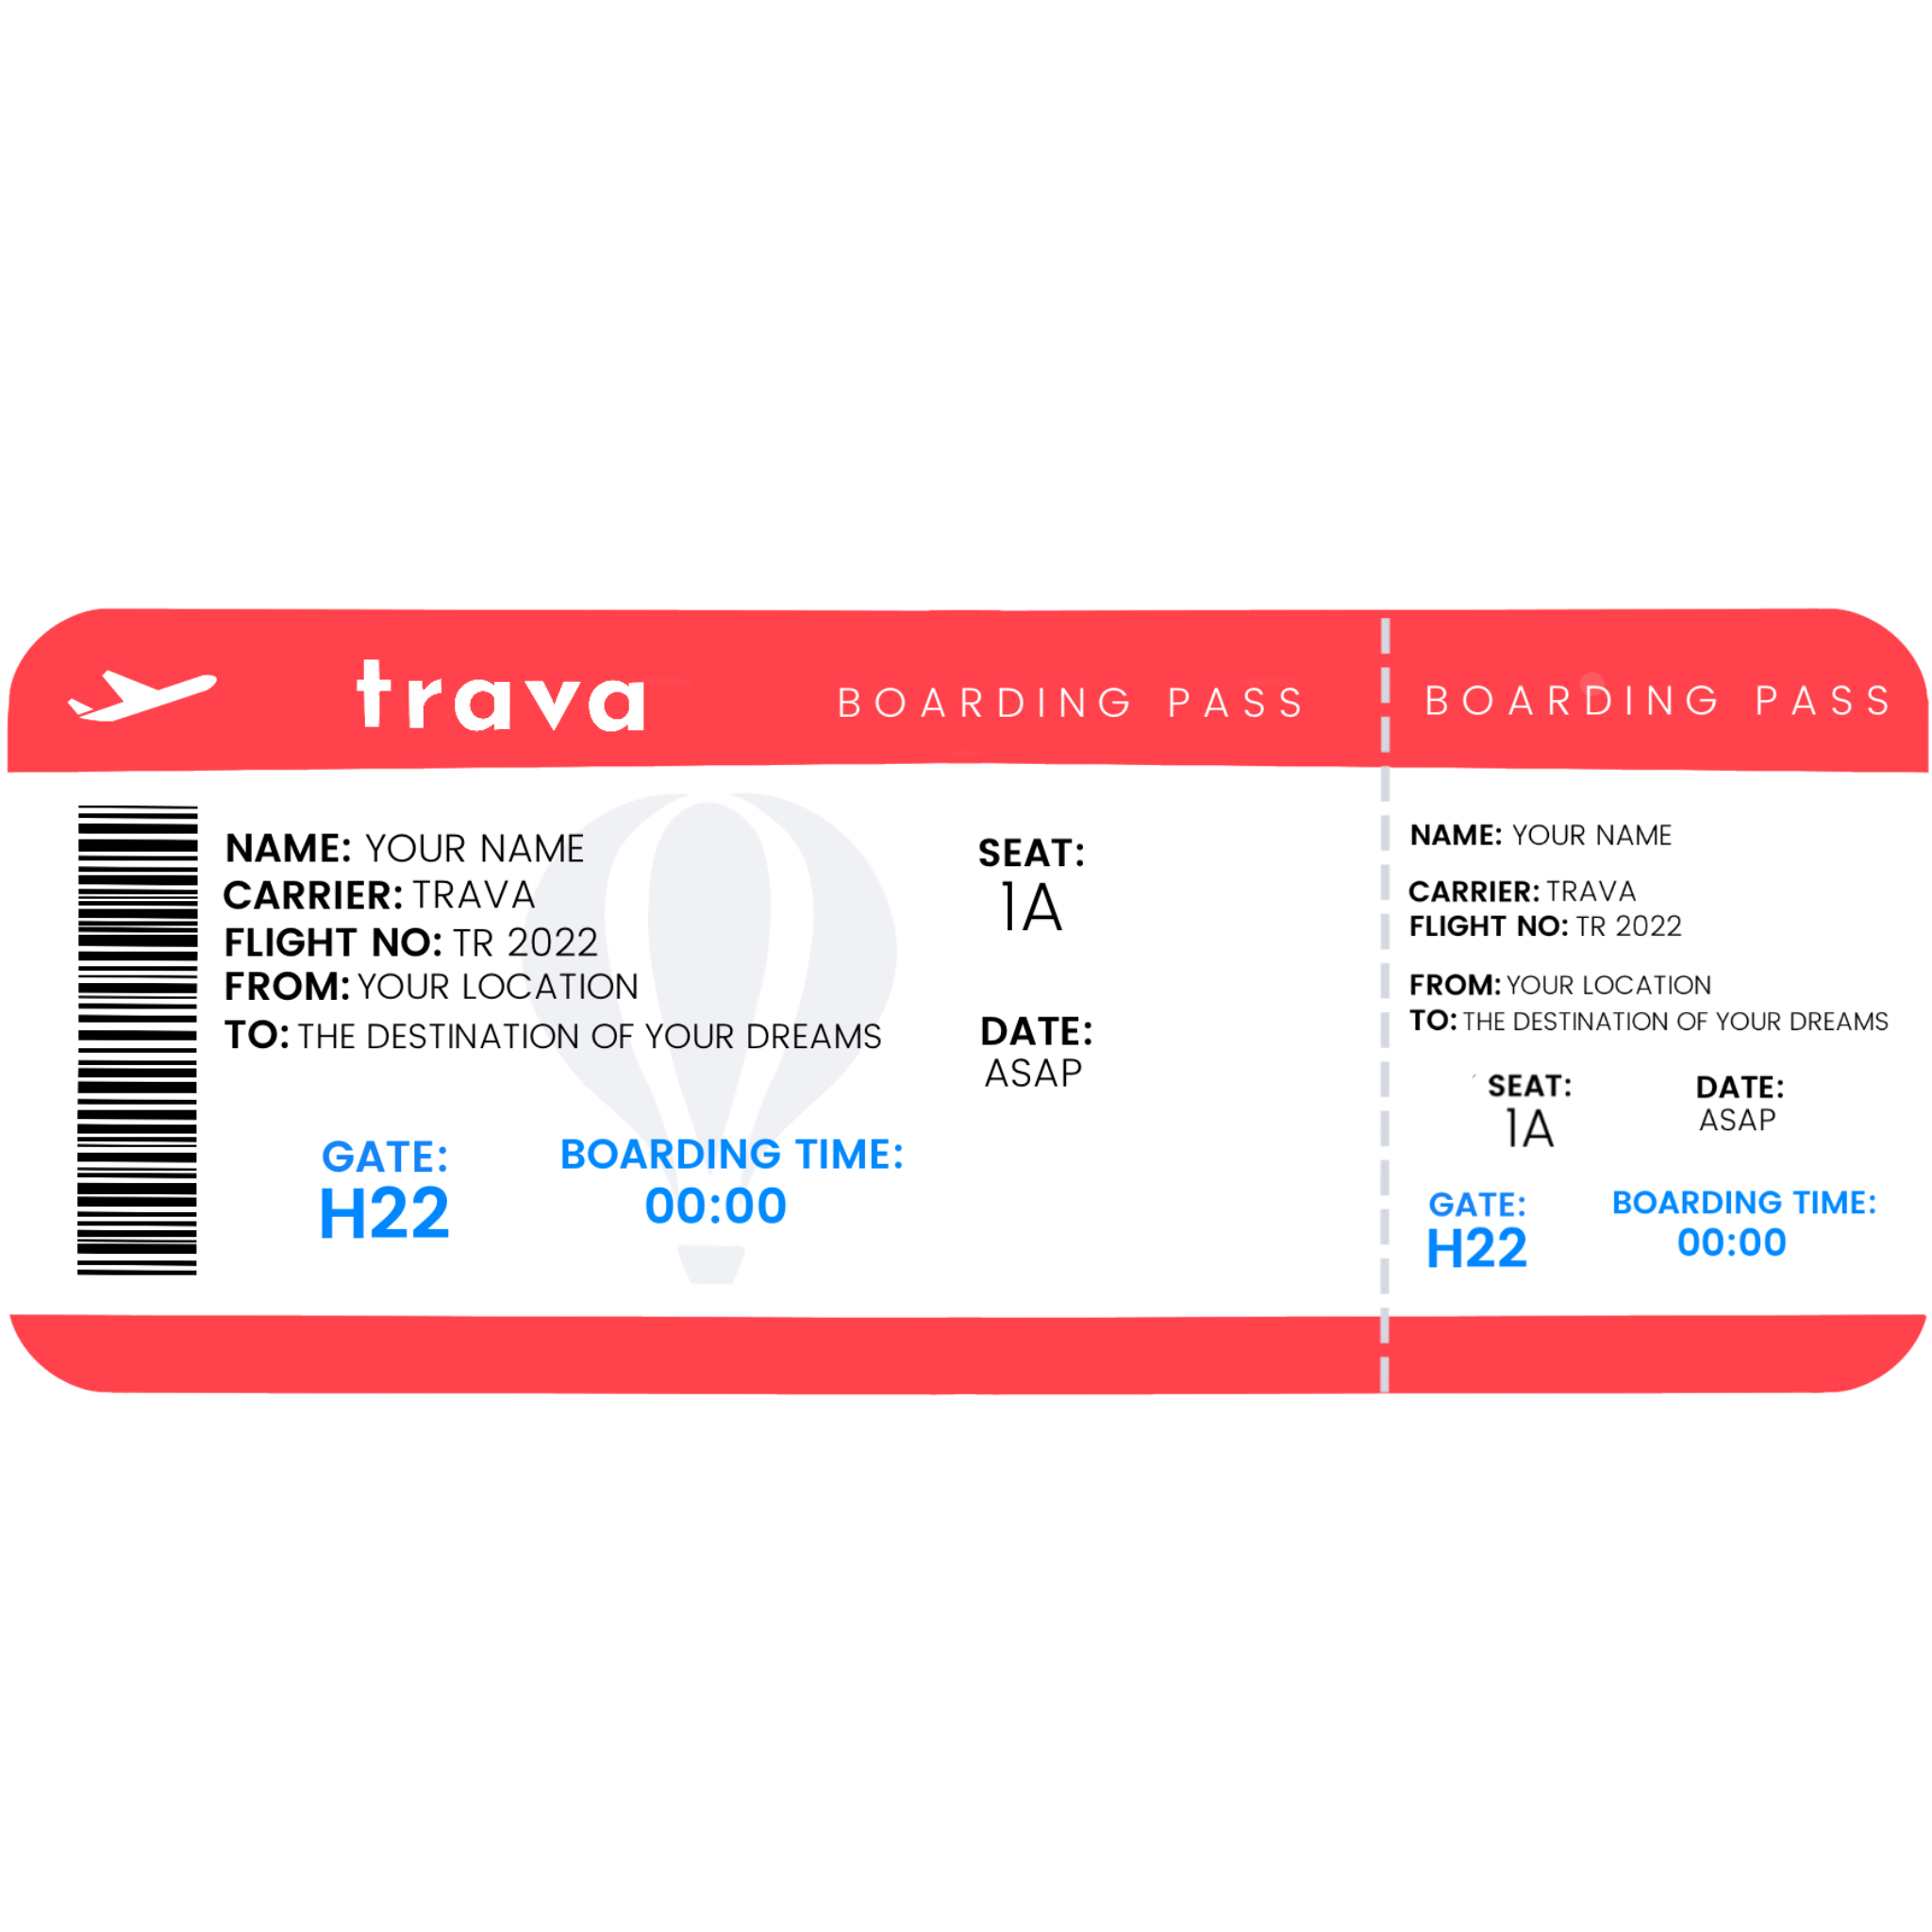 trava
BOARDING PASS
NAME: YOUR NAME
CARRIER: TRAVA
FLIGHT NO: TR 2022
FROM: YOUR LOCATION
TO: THE DESTINATION OF YOUR DREAMS
SEAT:
1A
DATE:
ASAP
GATE:
H22
BOARDING TIME:
00:00
BOARDING PASS
NAME: YOUR NAME
CARRIER: TRAVA
FLIGHT NO: TR 2022
FROM: YOUR LOCATION
TO: THE DESTINATION OF YOUR DREAMS
SEAT:
1A
DATE:
ASAP
GATE:
H22
BOARDING TIME:
00:00